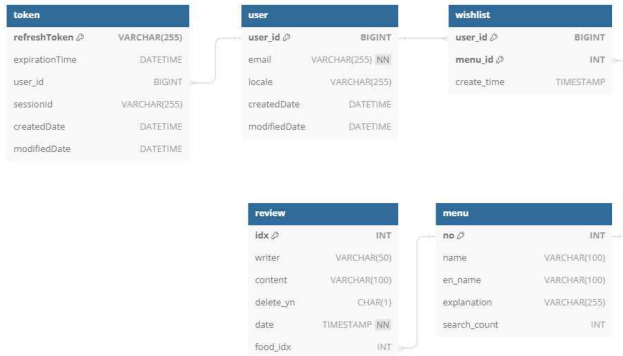 token
refreshToken VARCHAR(255)
expirationTime DATETIME
user_id BIGINT
sessionId VARCHAR(255)
createdDate DATETIME
modifiedDate DATETIME
user
user_id BIGINT
email VARCHAR(255) NN
locale VARCHAR(255)
createdDate DATETIME
modifiedDate DATETIME
wishlist
user_id BIGINT
menu_id INT
create_time TIMESTAMP
review
idx INT
writer VARCHAR(50)
content VARCHAR(100)
delete_yn CHAR(1)
date TIMESTAMP NN
food_idx INT
menu
no INT
name VARCHAR(100)
en_name VARCHAR(100)
explanation VARCHAR(255)
search_count INT